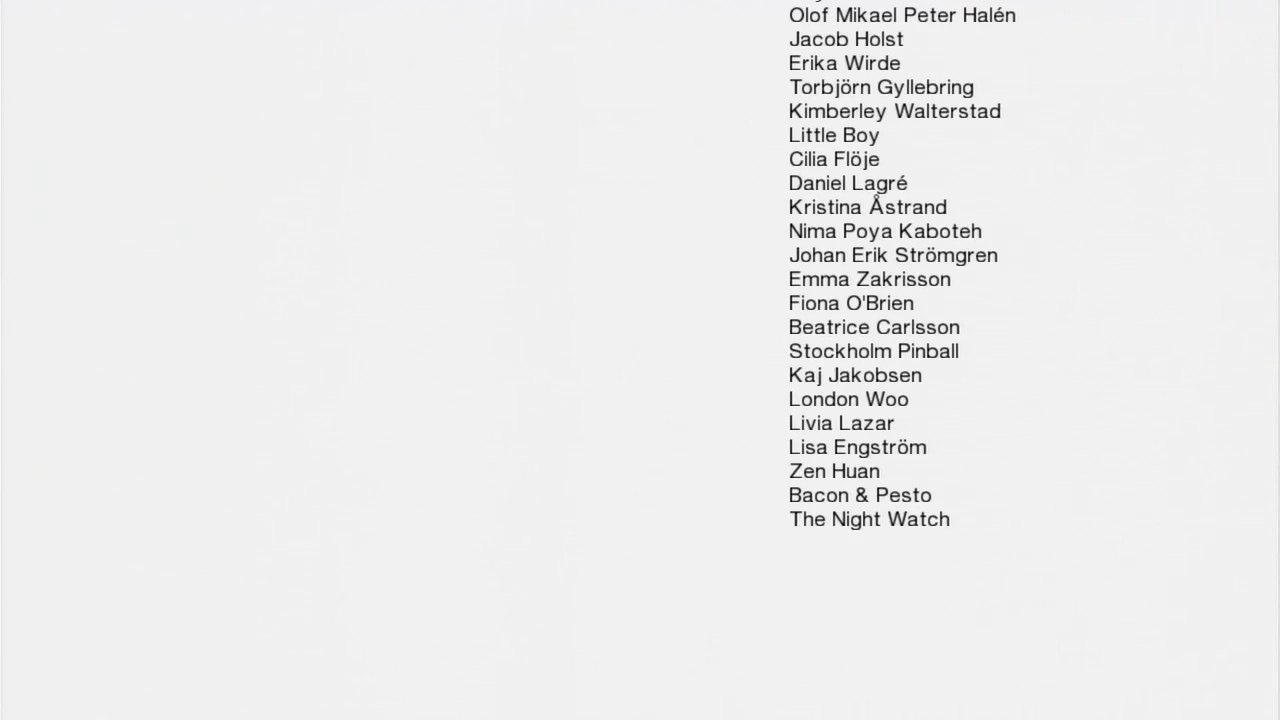 Olof Mikael Peter Halén
Jacob Holst
Erika Wirde
Torbjörn Gyllebring
Kimberley Walterstad
Little Boy
Cilia Flöje
Daniel Lagré
Kristina Åstrand
Nima Poya Kaboteh
Johan Erik Strömgren
Emma Zakrisson
Fiona O'Brien
Beatrice Carlsson
Stockholm Pinball
Kaj Jakobsen
London Woo
Livia Lazar
Lisa Engström
Zen Huan
Bacon & Pesto
The Night Watch